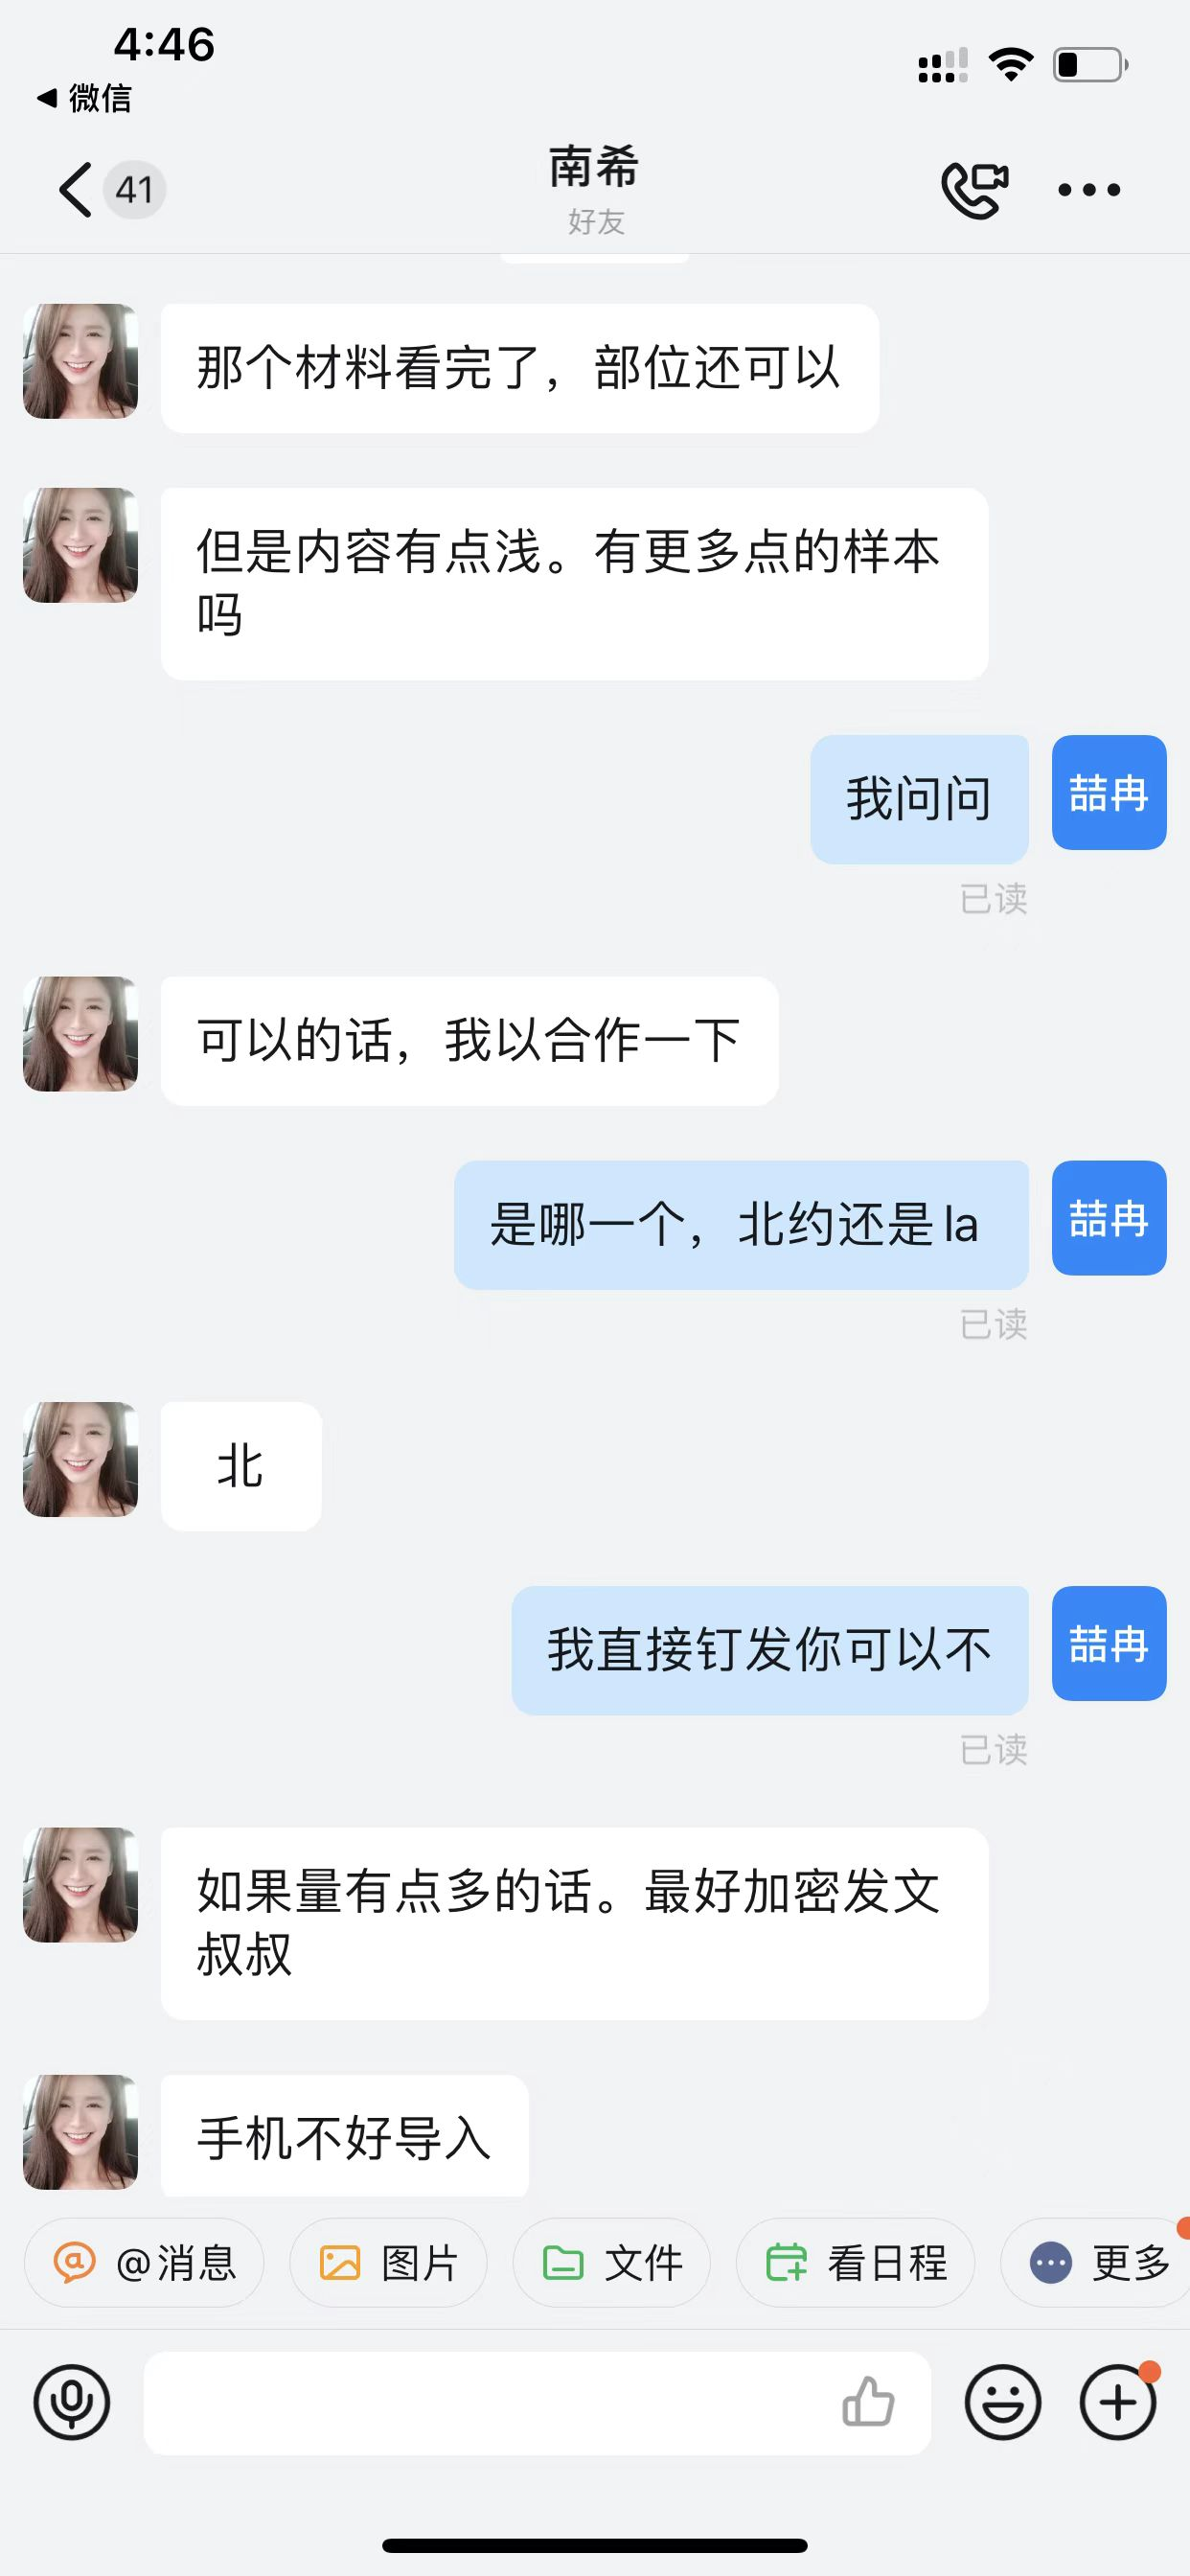 4:46
微信
41
南希
好友
那个材料看完了，部位还可以
但是内容有点浅。有更多点的样本
吗
我问问
喆冉
已读
可以的话，我以合作一下
是哪一个，北约还是la
喆冉
已读
北
我直接钉发你可以不
喆冉
已读
如果量有点多的话。最好加密发文
叔叔
手机不好导入
@消息
图片
文件
看日程
更多